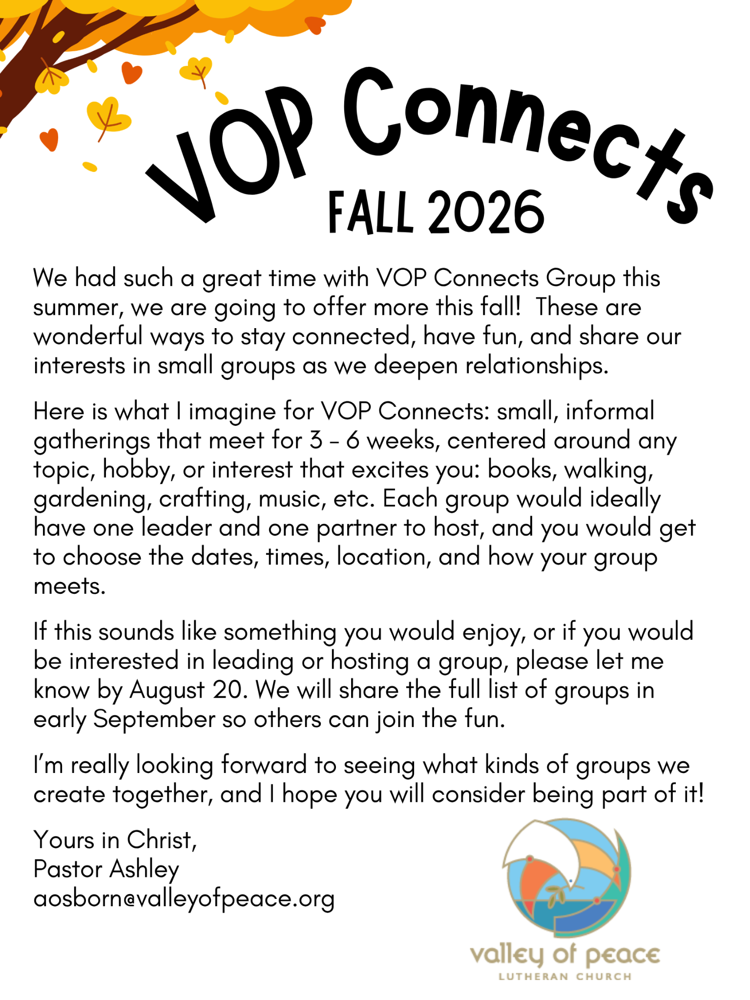 VOP Connects
FALL 2026
We had such a great time with VOP Connects Group this
summer, we are going to offer more this fall!  These are
wonderful ways to stay connected, have fun, and share our
interests in small groups as we deepen relationships.
Here is what I imagine for VOP Connects: small, informal
gatherings that meet for 3 – 6 weeks, centered around any
topic, hobby, or interest that excites you: books, walking,
gardening, crafting, music, etc. Each group would ideally
have one leader and one partner to host, and you would get
to choose the dates, times, location, and how your group
meets.
If this sounds like something you would enjoy, or if you would
be interested in leading or hosting a group, please let me
know by August 20. We will share the full list of groups in
early September so others can join the fun.
I’m really looking forward to seeing what kinds of groups we
create together, and I hope you will consider being part of it!
Yours in Christ,
Pastor Ashley
aosborn@valleyofpeace.org
valley of peace
LUTHERAN CHURCH